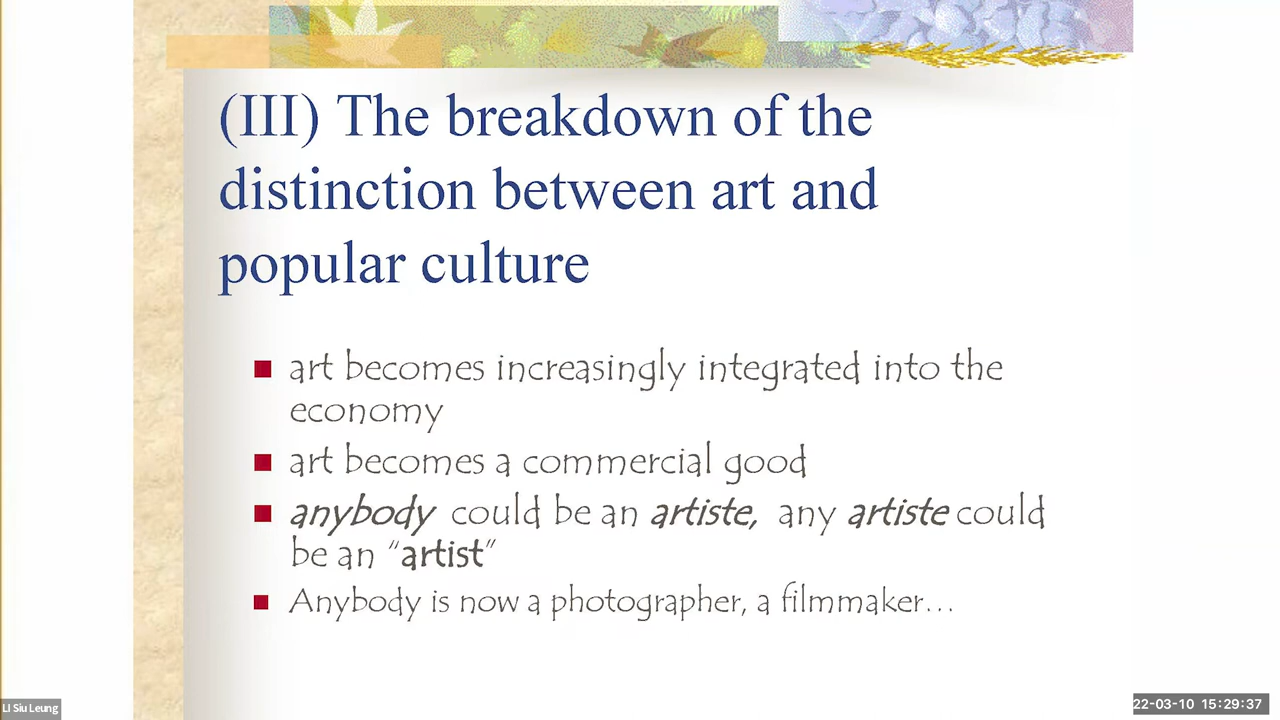 (III) The breakdown of the
distinction between art and
popular culture
art becomes increasingly integrated into the
economy
art becomes a commercial good
anybody could be an artiste, any artiste could
be an “artist”
Anybody is now a photographer, a filmmaker…
LI Siu Leung
22-03-10 15:29:37